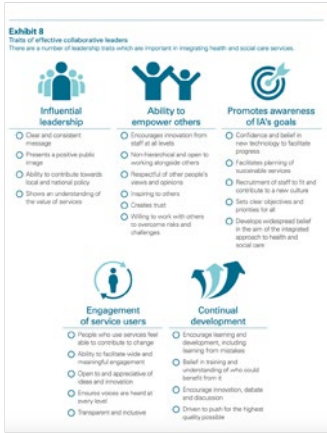 Exhibit 8
Traits of effective collaborative leaders
There are a number of leadership traits which are important in integrating health and social care services.
Influential
leadership
Clear and consistent
message
Presents a positive public
image
Ability to contribute towards
local and national policy
Shows an understanding of
the value of services
Ability to
empower others
Encourages innovation from
staff at all levels
Non-hierarchical and open to
working alongside others
Respectful of other people's
views and opinions
Inspiring to others
Creates trust
Willing to work with others
to overcome risks and
challenges
Promotes awareness
of IA's goals
Confidence and belief in
new technology to facilitate
progress
Facilitates planning of
sustainable services
Recruitment of staff to fit and
contribute to a new culture
Sets clear objectives and
priorities for all
Develops widespread belief
in the aim of the integrated
approach to health and
social care
Engagement
of service users
People who use services feel
able to contribute to change
Ability to facilitate wide and
meaningful engagement
Open to and appreciative of
ideas and innovation
Ensures voices are heard at
every level
Transparent and inclusive
Continual
development
Encourage learning and
development, including
learning from mistakes
Belief in training and
understanding of who could
benefit from it
Encourage innovation, debate
and discussion
Driven to push for the highest
quality possible